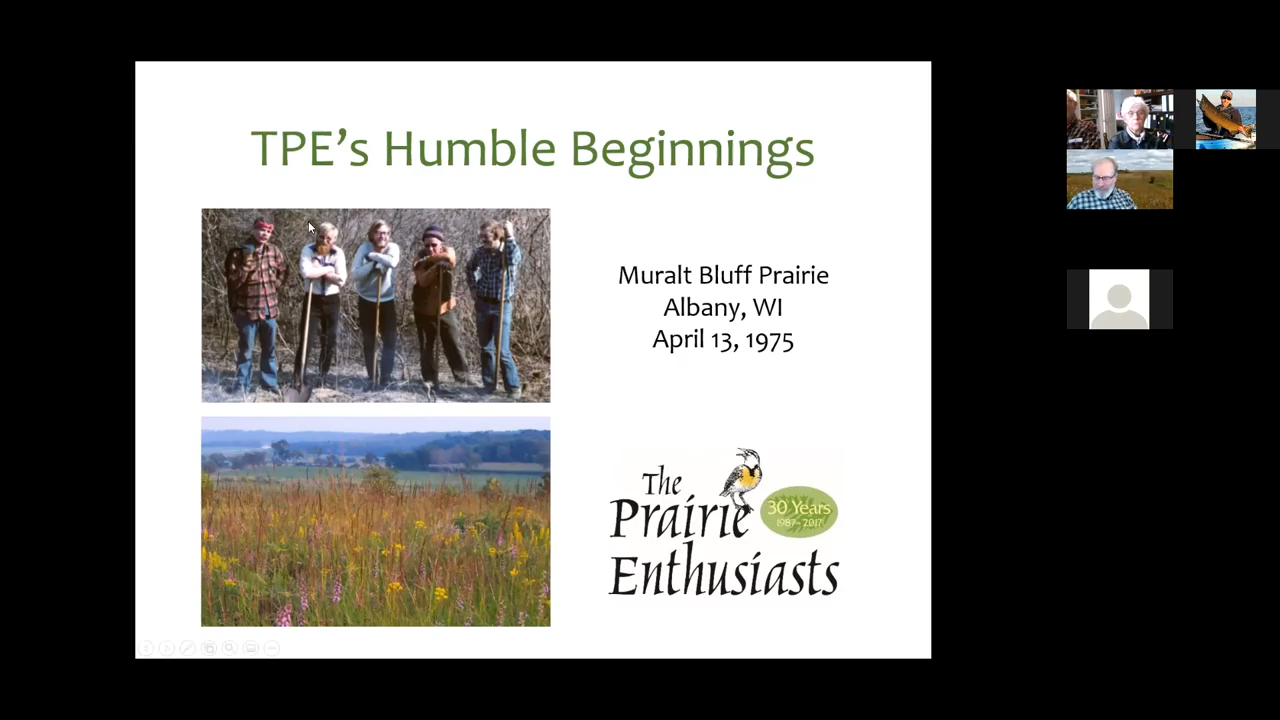 TPE’s Humble Beginnings
Muralt Bluff Prairie
Albany, WI
April 13, 1975
The
Prairie
Enthusiasts
30 Years
1987-2017